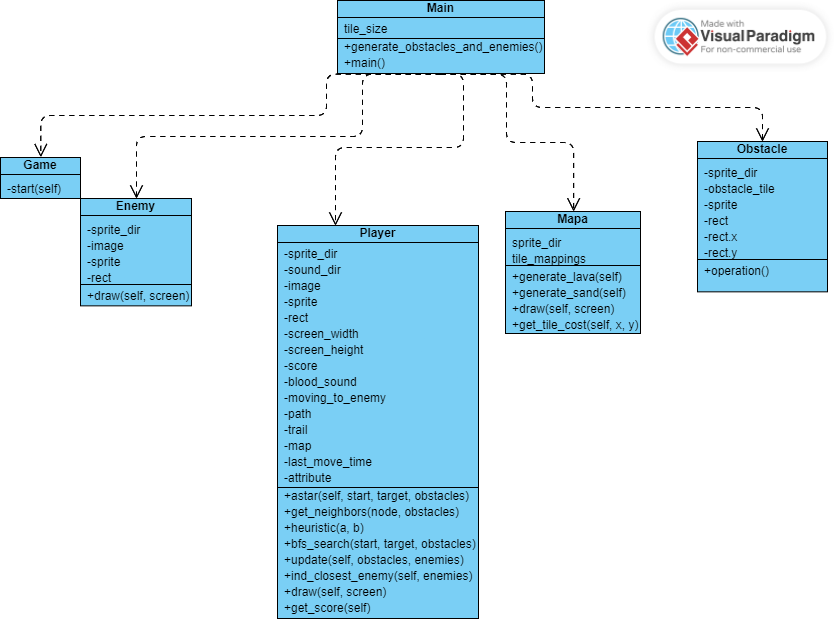 Main
tile_size
+generate_obstacles_and_enemies()
+main()
Made with
VisualParadigm
For non-commercial use
Game
-start(self)
Enemy
-sprite_dir
-image
-sprite
-rect
+draw(self, screen)
Player
-sprite_dir
-sound_dir
-image
-sprite
-rect
-screen_width
-screen_height
-score
-blood_sound
-moving_to_enemy
-path
-trail
-map
-last_move_time
-attribute
+astar(self, start, target, obstacles)
+get_neighbors(node, obstacles)
+heuristic(a, b)
+bfs_search(start, target, obstacles)
+update(self, obstacles, enemies)
+ind_closest_enemy(self, enemies)
+draw(self, screen)
+get_score(self)
Mapa
sprite_dir
tile_mappings
+generate_lava(self)
+generate_sand(self)
+draw(self, screen)
+get_tile_cost(self, x, y)
Obstacle
-sprite_dir
-obstacle_tile
-sprite
-rect
-rect.x
-rect.y
+operation()